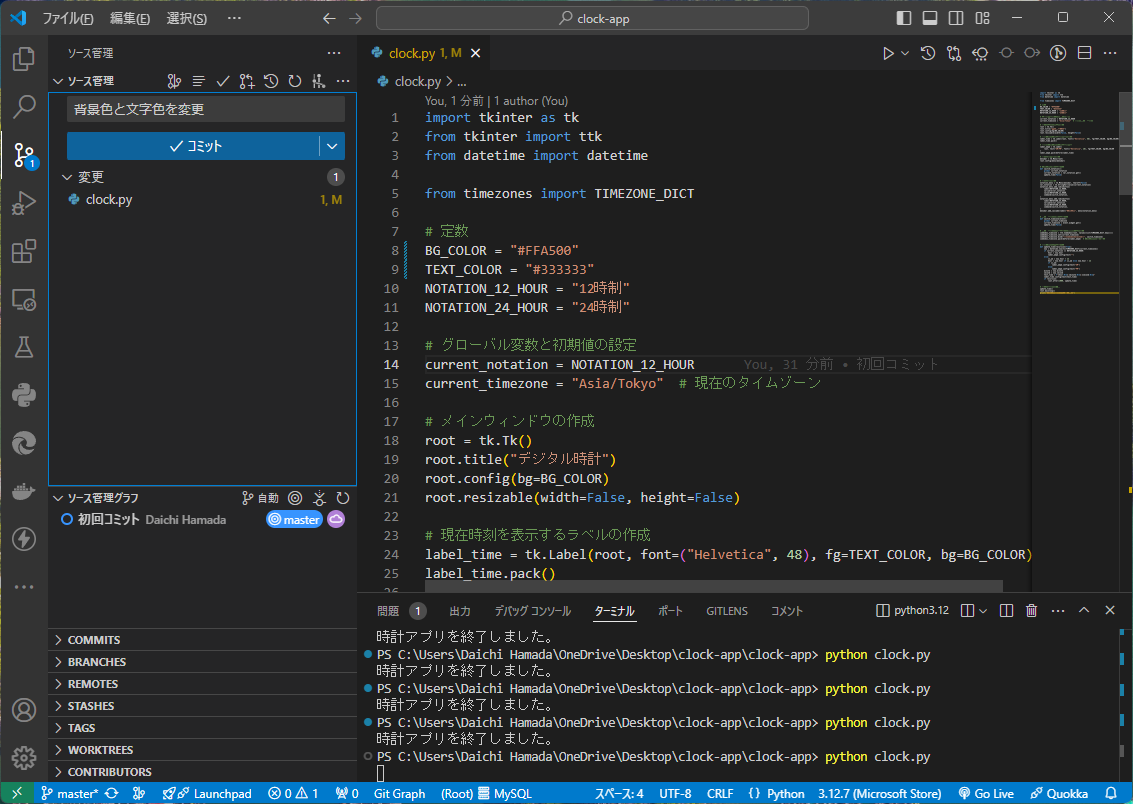 ファイル(F) 編集(E) 選択(S) … clock-app
ソース管理
ソース管理
背景色と文字色を変更
コミット
変更 1
clock.py 1, M
ソース管理グラフ 自動
初回コミット Daichi Hamada master
COMMITS
BRANCHES
REMOTES
STASHES
TAGS
WORKTREES
CONTRIBUTORS
clock.py 1, M
clock.py > ...
You, 1 分前 | 1 author (You)
1 import tkinter as tk
2 from tkinter import ttk
3 from datetime import datetime
4
5 from timezones import TIMEZONE_DICT
6
7 # 定数
8 BG_COLOR = "#FFA500"
9 TEXT_COLOR = "#333333"
10 NOTATION_12_HOUR = "12時制"
11 NOTATION_24_HOUR = "24時制"
12
13 # グローバル変数と初期値の設定
14 current_notation = NOTATION_12_HOUR You, 31 分前 • 初回コミット
15 current_timezone = "Asia/Tokyo" # 現在のタイムゾーン
16
17 # メインウィンドウの作成
18 root = tk.Tk()
19 root.title("デジタル時計")
20 root.config(bg=BG_COLOR)
21 root.resizable(width=False, height=False)
22
23 # 現在時刻を表示するラベルの作成
24 label_time = tk.Label(root, font=("Helvetica", 48), fg=TEXT_COLOR, bg=BG_COLOR)
25 label_time.pack()
26
問題 1 出力 デバッグ コンソール ターミナル ポート GITLENS コメント python3.12
時計アプリを終了しました。
PS C:\Users\Daichi Hamada\OneDrive\Desktop\clock-app\clock-app> python clock.py
時計アプリを終了しました。
PS C:\Users\Daichi Hamada\OneDrive\Desktop\clock-app\clock-app> python clock.py
時計アプリを終了しました。
PS C:\Users\Daichi Hamada\OneDrive\Desktop\clock-app\clock-app> python clock.py
時計アプリを終了しました。
PS C:\Users\Daichi Hamada\OneDrive\Desktop\clock-app\clock-app> python clock.py
1
master* Launchpad 0 1 0 Git Graph (Root) MySQL スペース: 4 UTF-8 CRLF {} Python 3.12.7 (Microsoft Store) Go Live Quokka